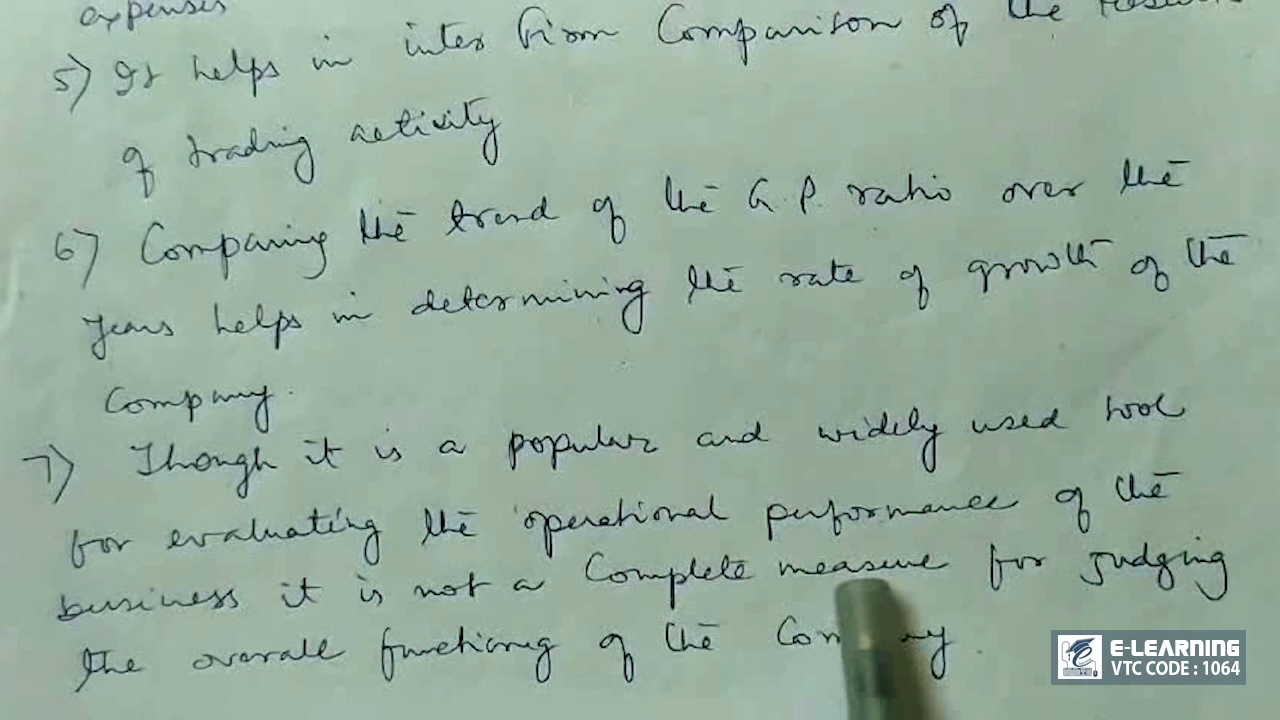 expenses
5) It helps in inter firm Comparison of the results
of trading activity
6) Comparing the trend of the G.P. ratio over the
years helps in determining the rate of growth of the
Company.
7) Though it is a popular and widely used tool
for evaluating the operational performance of the
business it is not a Complete measure for judging
the overall functioning of the
E-LEARNING
VTC CODE : 1064